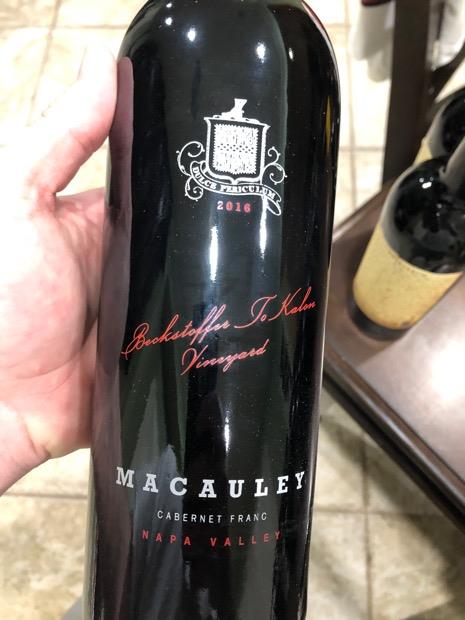 DULCE PERICULUM
2016
Beckstoffer To Kalon
Vineyard
MACAULEY
CABERNET FRANC
NAPA VALLEY